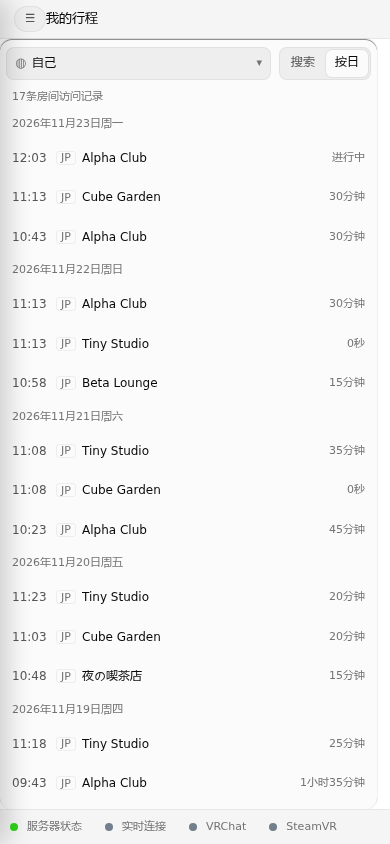 ☰ 我的行程
自己 ▾ 搜索 按日
17条房间访问记录
2026年11月23日周一
12:03 JP Alpha Club 进行中
11:13 JP Cube Garden 30分钟
10:43 JP Alpha Club 30分钟
2026年11月22日周日
11:13 JP Alpha Club 30分钟
11:13 JP Tiny Studio 0秒
10:58 JP Beta Lounge 15分钟
2026年11月21日周六
11:08 JP Tiny Studio 35分钟
11:08 JP Cube Garden 0秒
10:23 JP Alpha Club 45分钟
2026年11月20日周五
11:23 JP Tiny Studio 20分钟
11:03 JP Cube Garden 20分钟
10:48 JP 夜の喫茶店 15分钟
2026年11月19日周四
11:18 JP Tiny Studio 25分钟
09:43 JP Alpha Club 1小时35分钟
服务器状态 实时连接 VRChat SteamVR